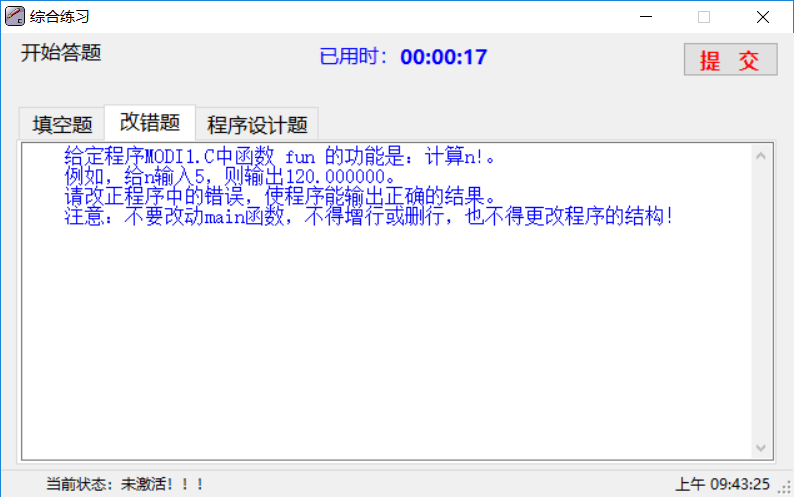 综合练习
开始答题
已用时：00:00:17
提 交
填空题 改错题 程序设计题
给定程序MODI1.C中函数 fun 的功能是：计算n!。
例如，给n输入5，则输出120.000000。
请改正程序中的错误，使程序能输出正确的结果。
注意：不要改动main函数，不得增行或删行，也不得更改程序的结构!
当前状态：未激活！！！
上午 09:43:25